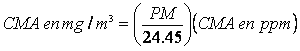 CMA en mg / m³ = (PM / 24.45) (CMA en ppm)